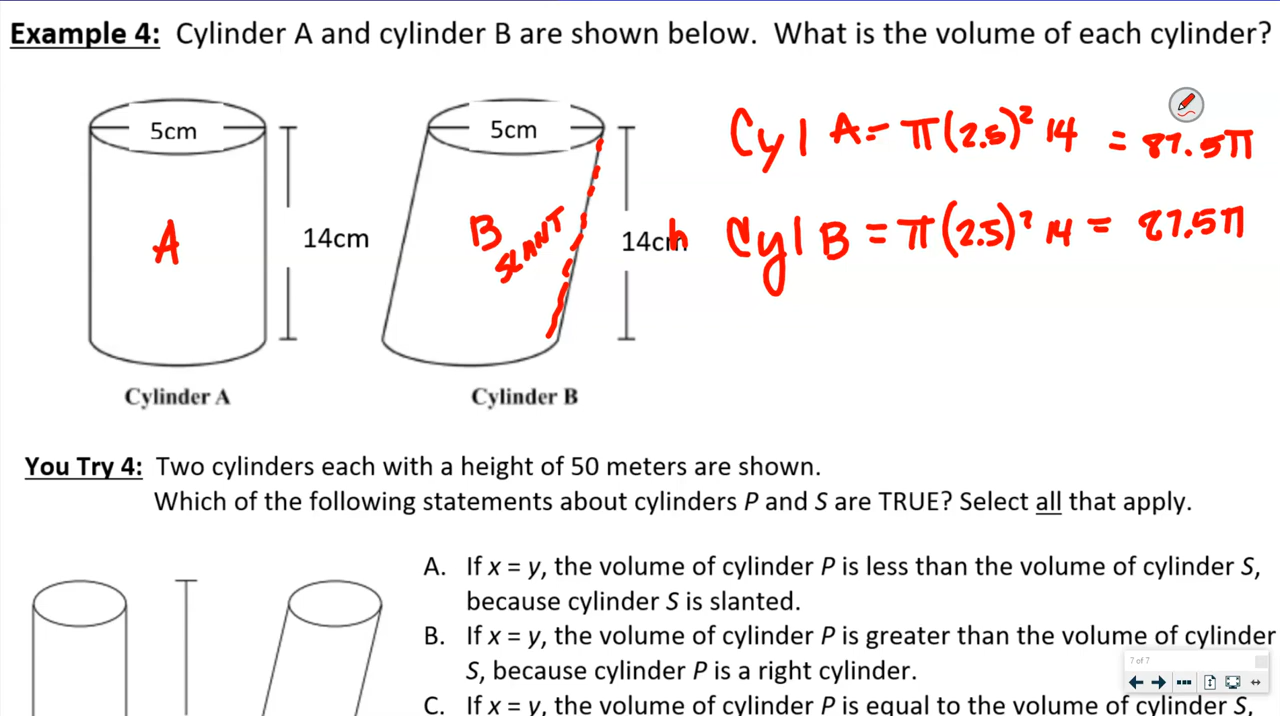 Example 4: Cylinder A and cylinder B are shown below. What is the volume of each cylinder?
5cm
A
14cm
Cylinder A
5cm
B
SLANT
14cm
h
Cylinder B
Cyl A = π(2.5)² 14 = 87.5π
Cyl B = π(2.5)² 14 = 87.5π
You Try 4: Two cylinders each with a height of 50 meters are shown.
Which of the following statements about cylinders P and S are TRUE? Select all that apply.
A. If x = y, the volume of cylinder P is less than the volume of cylinder S,
because cylinder S is slanted.
B. If x = y, the volume of cylinder P is greater than the volume of cylinder
S, because cylinder P is a right cylinder.
7 of 7
C. If x = y, the volume of cylinder P is equal to the volume of cylinder S,